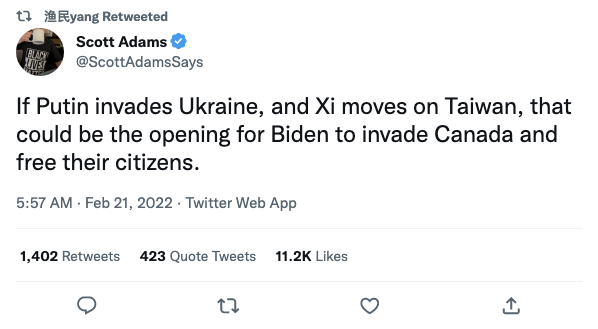 渔民yang Retweeted
Scott Adams
@ScottAdamsSays
If Putin invades Ukraine, and Xi moves on Taiwan, that
could be the opening for Biden to invade Canada and
free their citizens.
5:57 AM · Feb 21, 2022 · Twitter Web App
1,402 Retweets 423 Quote Tweets 11.2K Likes